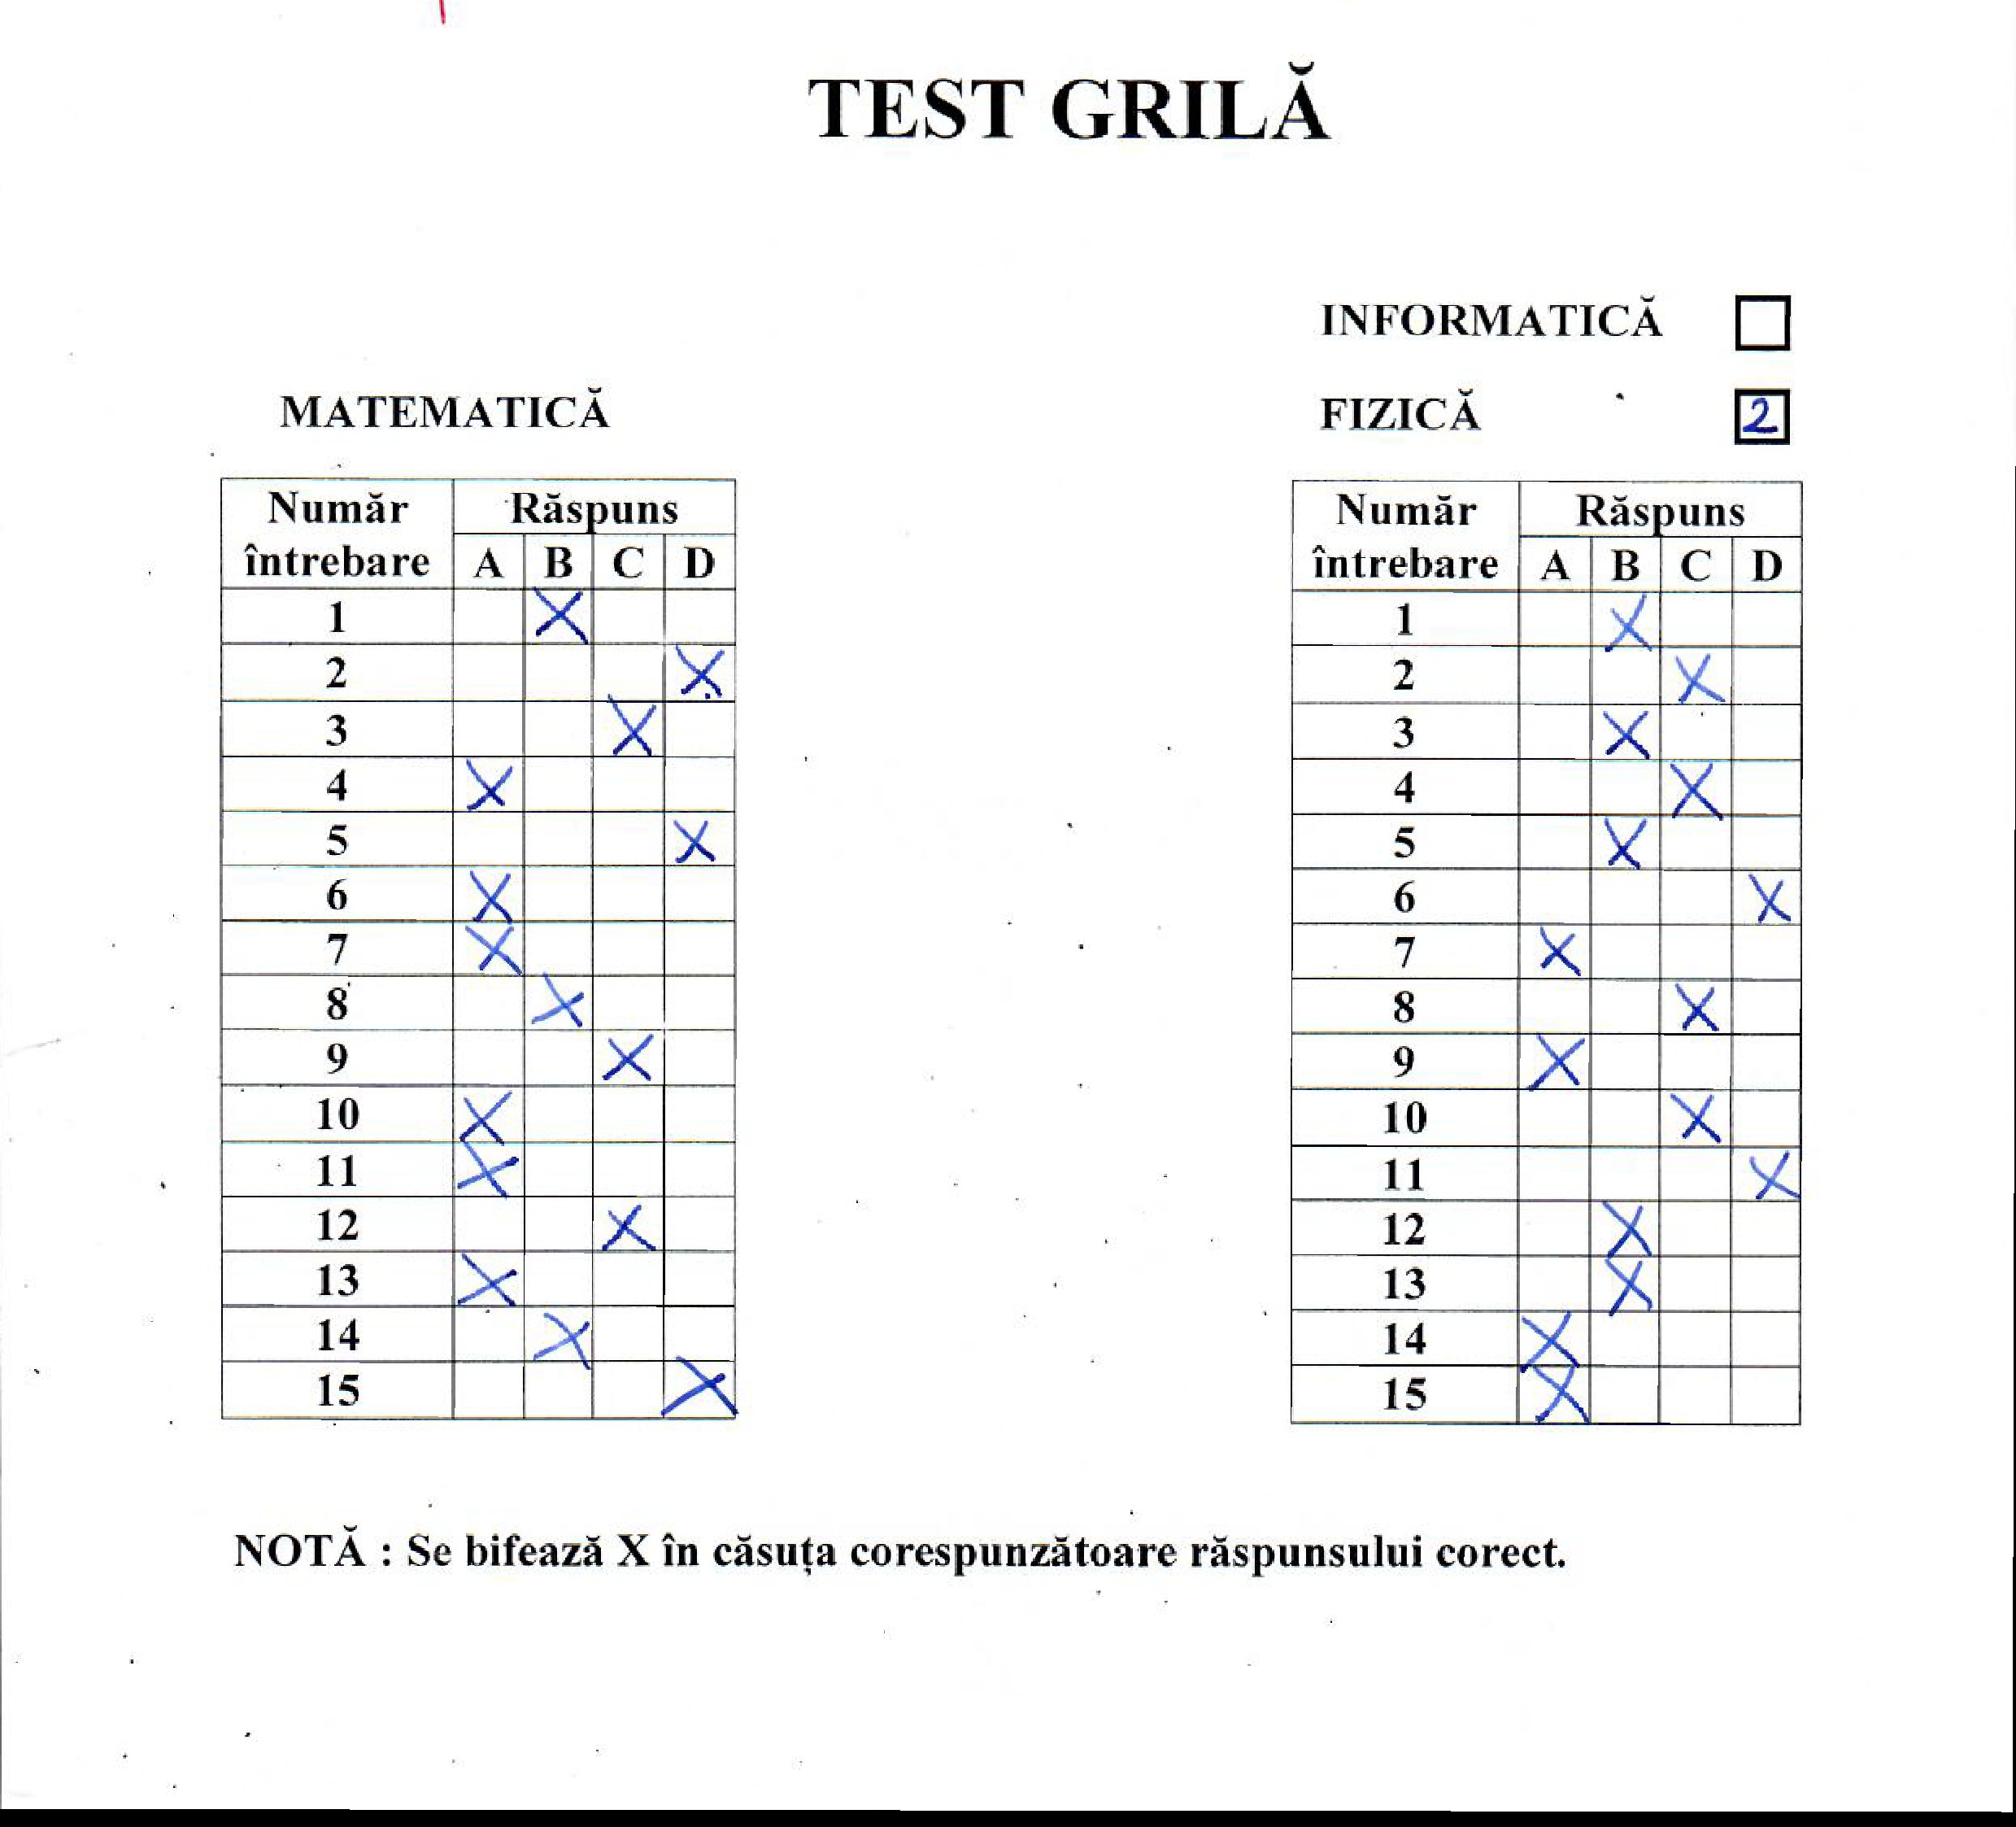 TEST GRILĂ
INFORMATICĂ
MATEMATICĂ
FIZICĂ 2
Număr întrebare Răspuns
A B C D
1 X
2 X
3 X
4 X
5 X
6 X
7 X
8 X
9 X
10 X
11 X
12 X
13 X
14 X
15 X
Număr întrebare Răspuns
A B C D
1 X
2 X
3 X
4 X
5 X
6 X
7 X
8 X
9 X
10 X
11 X
12 X
13 X
14 X
15 X
NOTĂ : Se bifează X în căsuța corespunzătoare răspunsului corect.